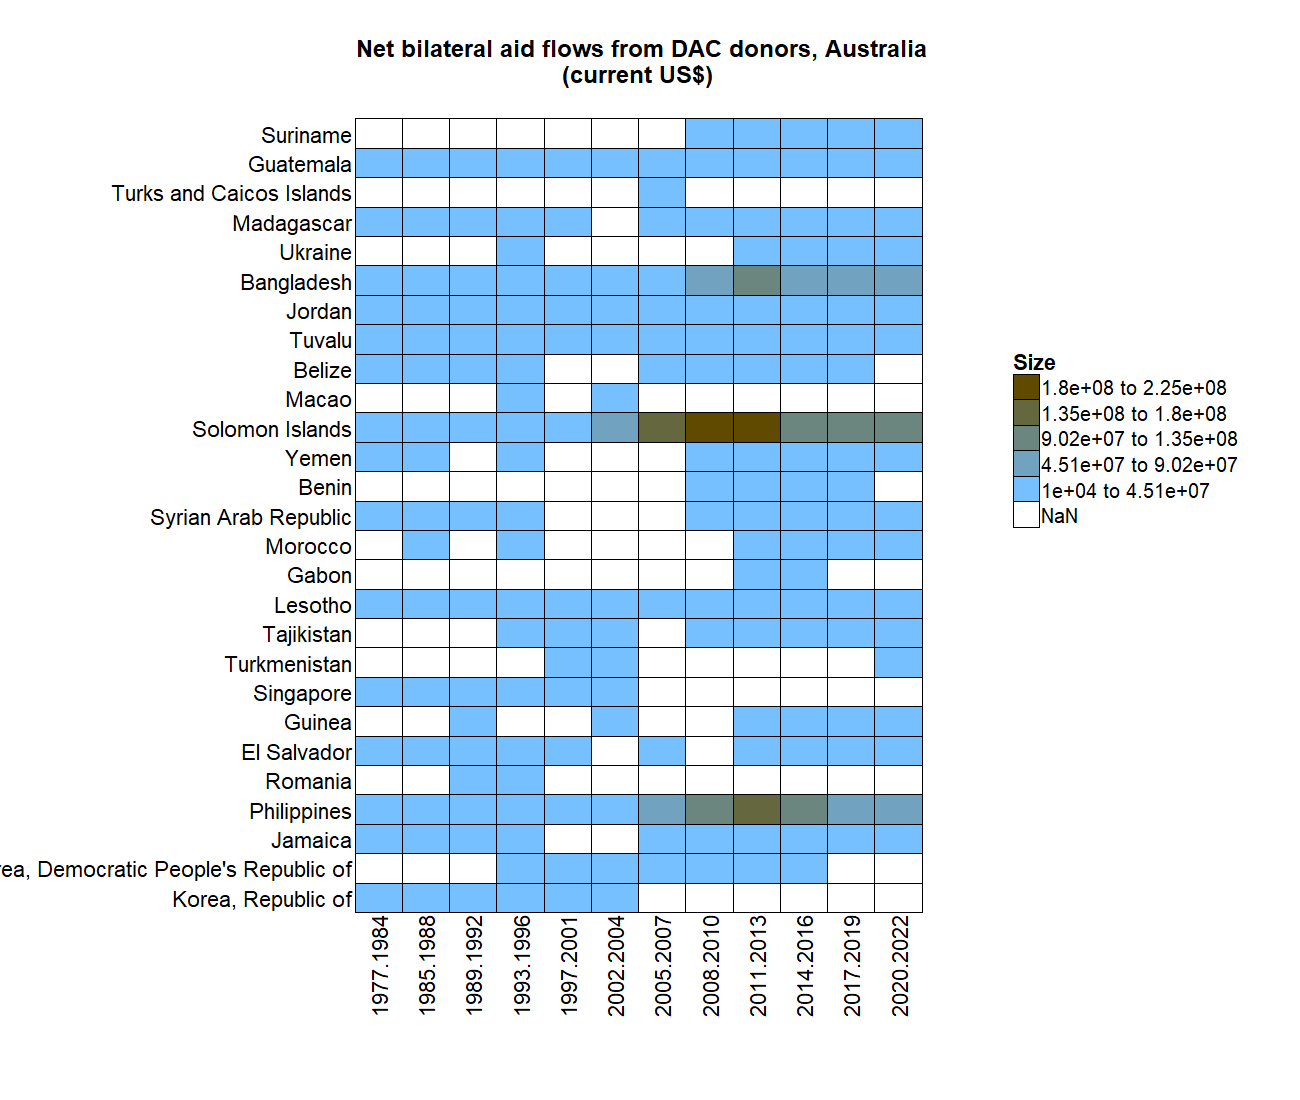 Net bilateral aid flows from DAC donors, Australia
(current US$)
Suriname
Guatemala
Turks and Caicos Islands
Madagascar
Ukraine
Bangladesh
Jordan
Tuvalu
Belize
Macao
Solomon Islands
Yemen
Benin
Syrian Arab Republic
Morocco
Gabon
Lesotho
Tajikistan
Turkmenistan
Singapore
Guinea
El Salvador
Romania
Philippines
Jamaica
Democratic People's Republic of
Korea, Republic of
1977.1984
1985.1988
1989.1992
1993.1996
1997.2001
2002.2004
2005.2007
2008.2010
2011.2013
2014.2016
2017.2019
2020.2022
Size
1.8e+08 to 2.25e+08
1.35e+08 to 1.8e+08
9.02e+07 to 1.35e+08
4.51e+07 to 9.02e+07
1e+04 to 4.51e+07
NaN